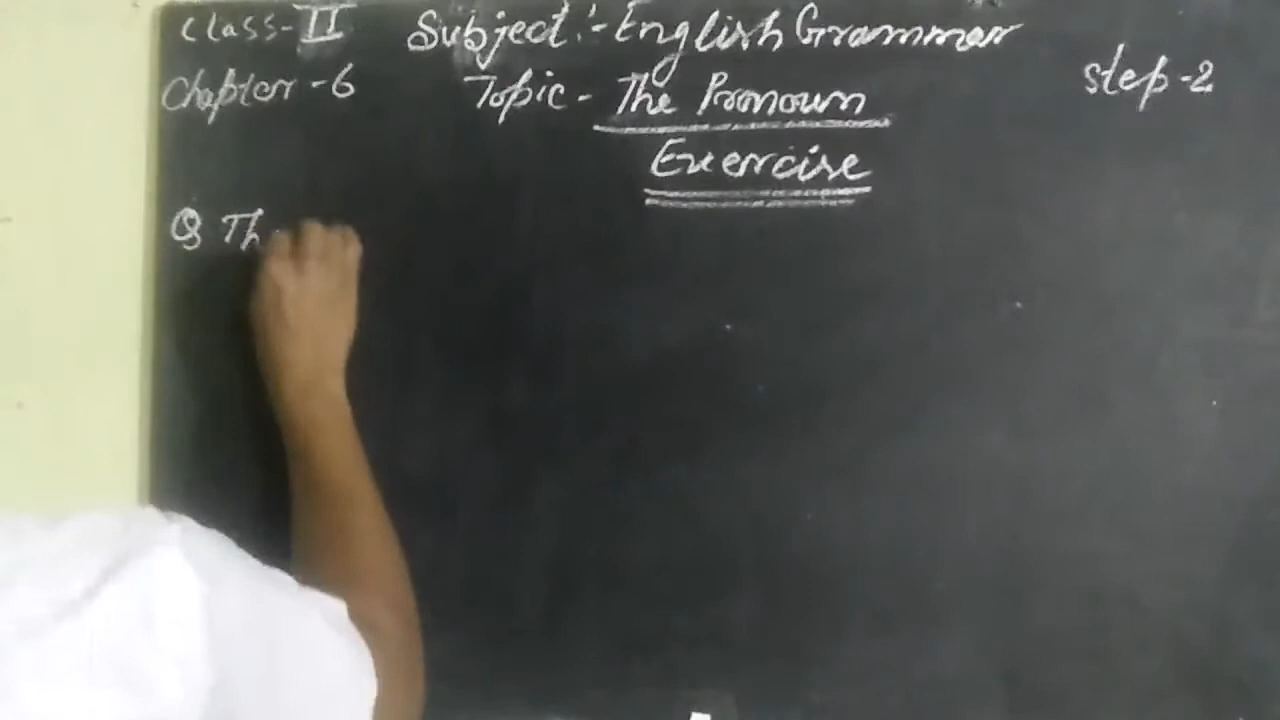 Class-II Subject:-English Grammar
Chapter-6 Topic- The Pronoun Step-2
Exercise
Q Th